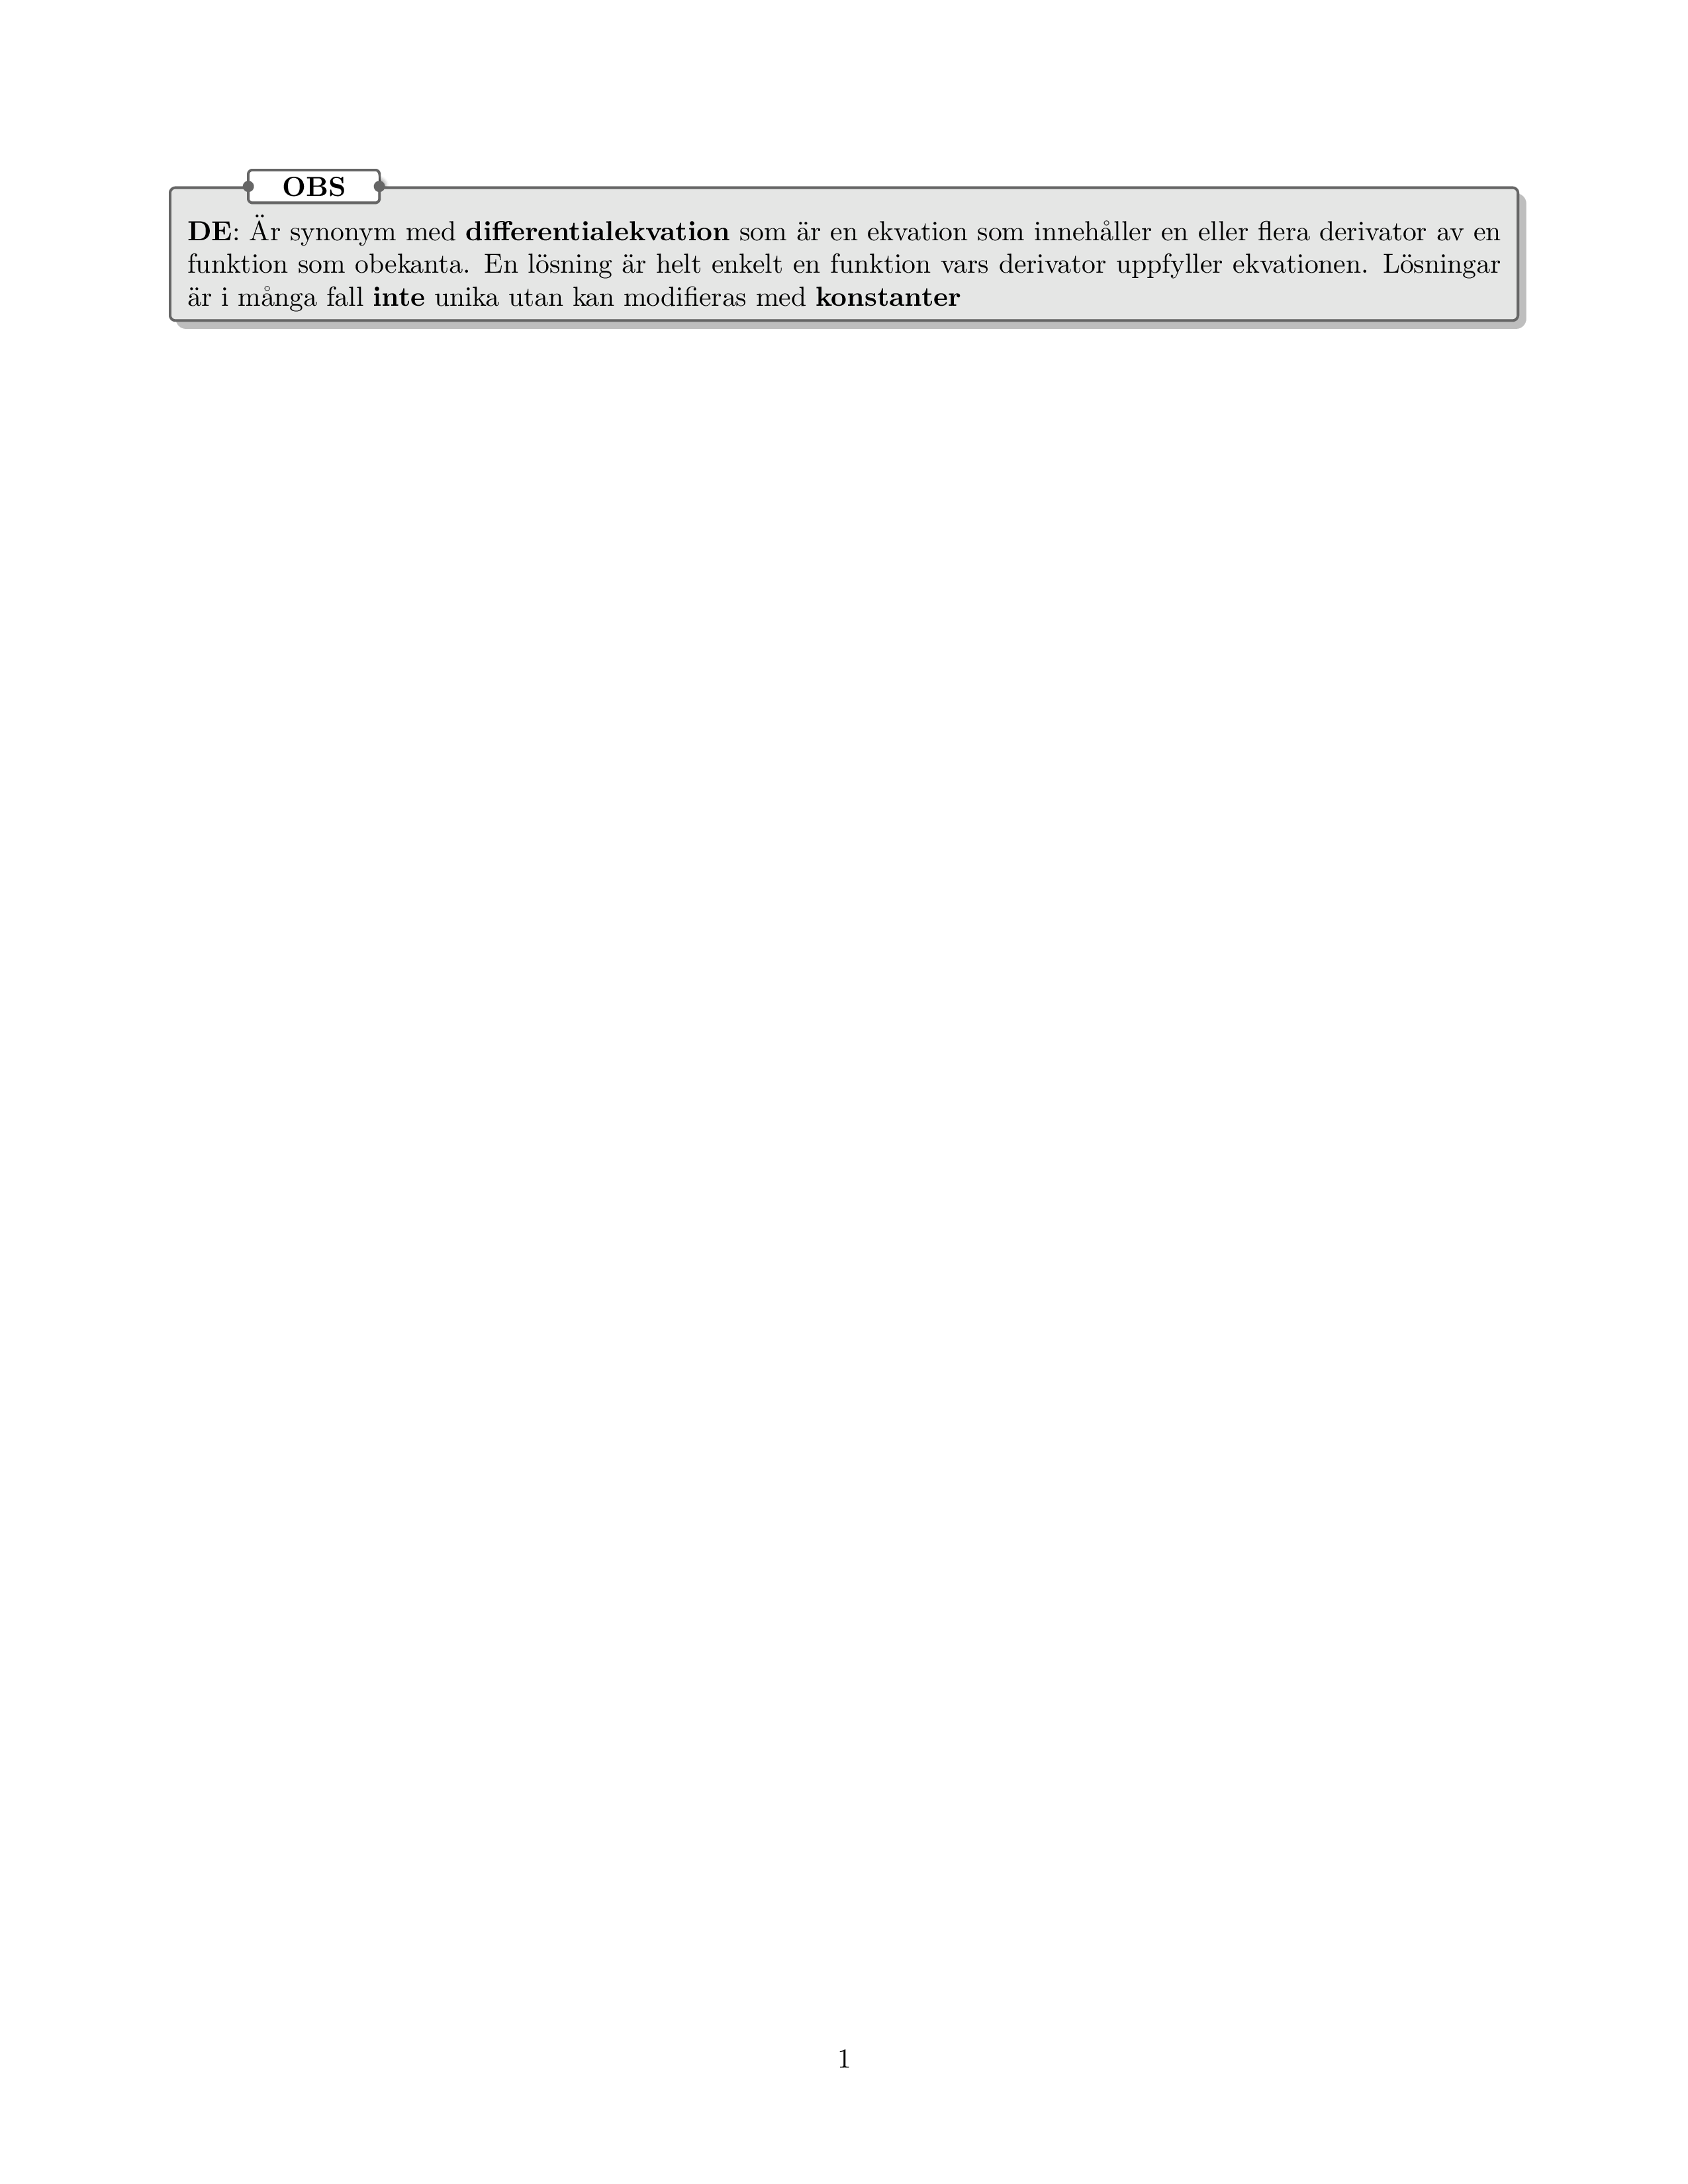 OBS
DE: Är synonym med differentialekvation som är en ekvation som innehåller en eller flera derivator av en
funktion som obekanta. En lösning är helt enkelt en funktion vars derivator uppfyller ekvationen. Lösningar
är i många fall inte unika utan kan modifieras med konstanter
1